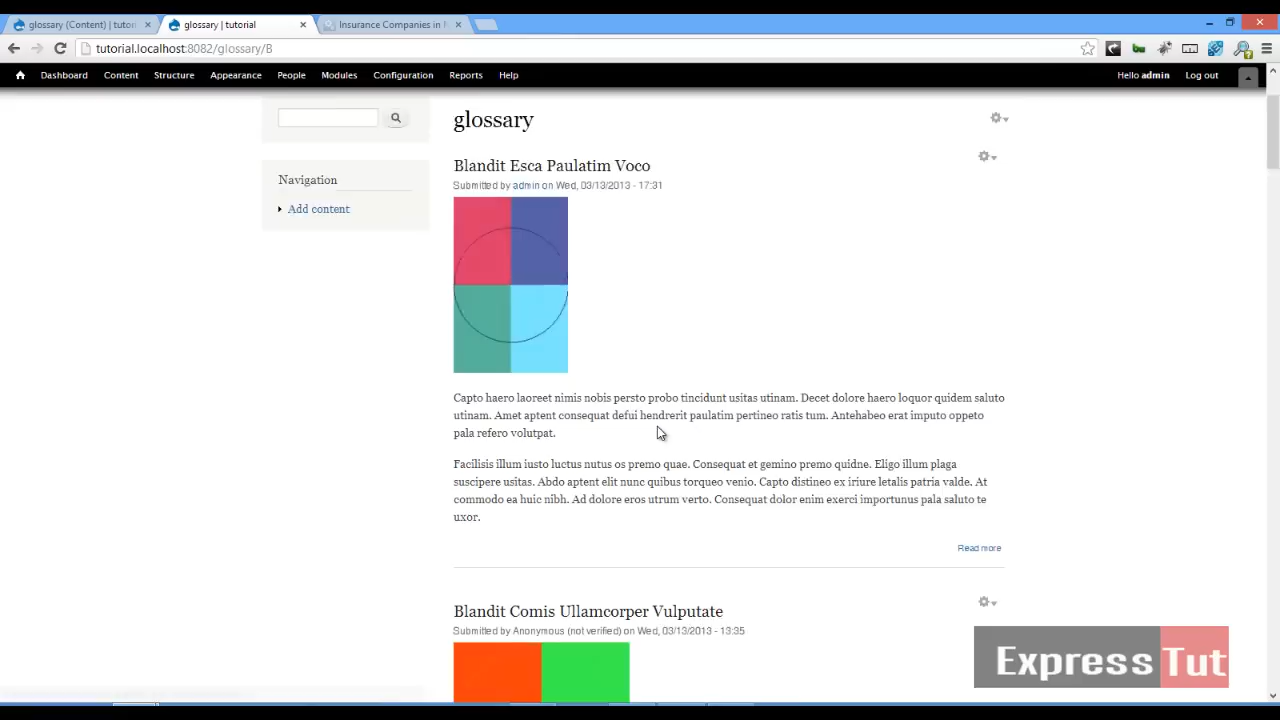 glossary (Content) | tutori
glossary | tutorial
Insurance Companies in
tutorial.localhost:8082/glossary/B
Dashboard Content Structure Appearance People Modules Configuration Reports Help
Hello admin Log out
glossary
Navigation
Add content
Blandit Esca Paulatim Voco
Submitted by admin on Wed, 03/13/2013 - 17:31
Capto haero laoreet nimis nobis persto probo tincidunt usitas utinam. Decet dolore haero loquor quidem saluto
utinam. Amet aptent consequat defui hendrerit paulatim pertineo ratis tum. Antehabeo erat imputo oppeto
pala refero volutpat.
Facilisis illum iusto luctus nutus os premo quae. Consequat et gemino premo quidne. Eligo illum plaga
suscipere usitas. Abdo aptent elit nunc quibus torqueo venio. Capto distineo ex iriure letalis patria valde. At
commodo ea huic nibh. Ad dolore eros utrum verto. Consequat dolor enim exerci importunus pala saluto te
uxor.
Read more
Blandit Comis Ullamcorper Vulputate
Submitted by Anonymous (not verified) on Wed, 03/13/2013 - 13:35
Express Tut